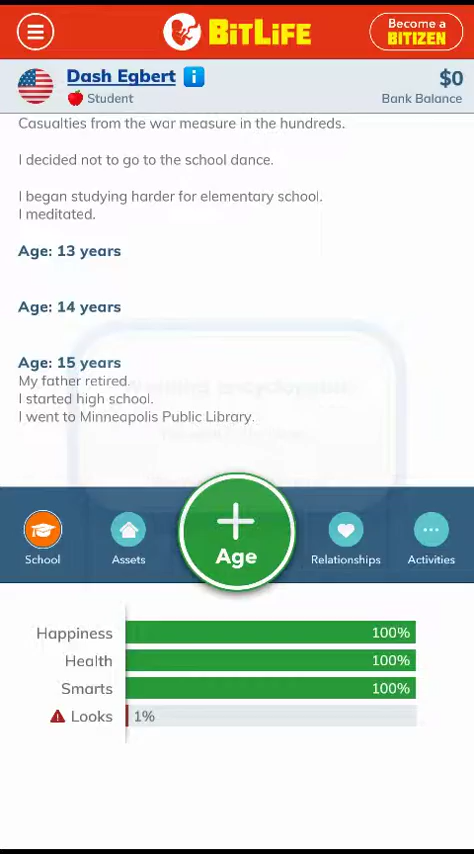 BITLIFE
Become a
BITIZEN
Dash Egbert i
$0
Student
Bank Balance
Casualties from the war measure in the hundreds.
I decided not to go to the school dance.
I began studying harder for elementary school.
I meditated.
Age: 13 years
Age: 14 years
Age: 15 years
My father retired.
I started high school.
I went to Minneapolis Public Library.
School
Assets
Age
Relationships
Activities
Happiness 100%
Health 100%
Smarts 100%
Looks 1%